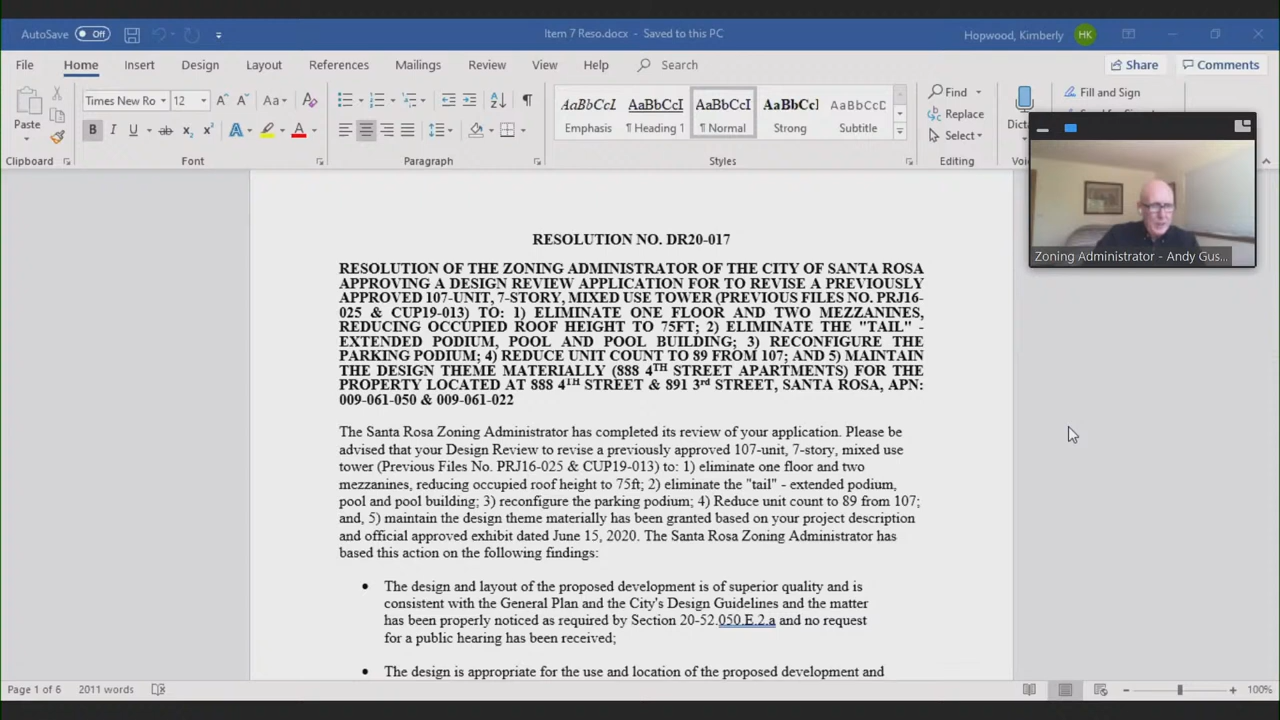 AutoSave Off Item 7 Reso.docx - Saved to this PC Hopwood, Kimberly HK
File Home Insert Design Layout References Mailings Review View Help Search Share Comments
Paste
Times New Ro 12 Aa
B I U ab x₂ x² A A
AaBbCcI AaBbCcI AaBbCcI AaBbCcI AaBbCcD
Emphasis ¶ Heading 1 ¶ Normal Strong Subtitle
Find
Replace
Select
Fill and Sign
Clipboard Font Paragraph Styles Editing
Zoning Administrator - Andy Gus...
RESOLUTION NO. DR20-017
RESOLUTION OF THE ZONING ADMINISTRATOR OF THE CITY OF SANTA ROSA
APPROVING A DESIGN REVIEW APPLICATION FOR TO REVISE A PREVIOUSLY
APPROVED 107-UNIT, 7-STORY, MIXED USE TOWER (PREVIOUS FILES NO. PRJ16-
025 & CUP19-013) TO: 1) ELIMINATE ONE FLOOR AND TWO MEZZANINES,
REDUCING OCCUPIED ROOF HEIGHT TO 75FT; 2) ELIMINATE THE "TAIL" -
EXTENDED PODIUM, POOL AND POOL BUILDING; 3) RECONFIGURE THE
PARKING PODIUM; 4) REDUCE UNIT COUNT TO 89 FROM 107; AND 5) MAINTAIN
THE DESIGN THEME MATERIALLY (888 4TH STREET APARTMENTS) FOR THE
PROPERTY LOCATED AT 888 4TH STREET & 891 3rd STREET, SANTA ROSA, APN:
009-061-050 & 009-061-022
The Santa Rosa Zoning Administrator has completed its review of your application. Please be
advised that your Design Review to revise a previously approved 107-unit, 7-story, mixed use
tower (Previous Files No. PRJ16-025 & CUP19-013) to: 1) eliminate one floor and two
mezzanines, reducing occupied roof height to 75ft; 2) eliminate the "tail" - extended podium,
pool and pool building; 3) reconfigure the parking podium; 4) Reduce unit count to 89 from 107;
and, 5) maintain the design theme materially has been granted based on your project description
and official approved exhibit dated June 15, 2020. The Santa Rosa Zoning Administrator has
based this action on the following findings:
• The design and layout of the proposed development is of superior quality and is
consistent with the General Plan and the City's Design Guidelines and the matter
has been properly noticed as required by Section 20-52.050.E.2.a and no request
for a public hearing has been received;
• The design is appropriate for the use and location of the proposed development and
Page 1 of 6 2011 words 100%